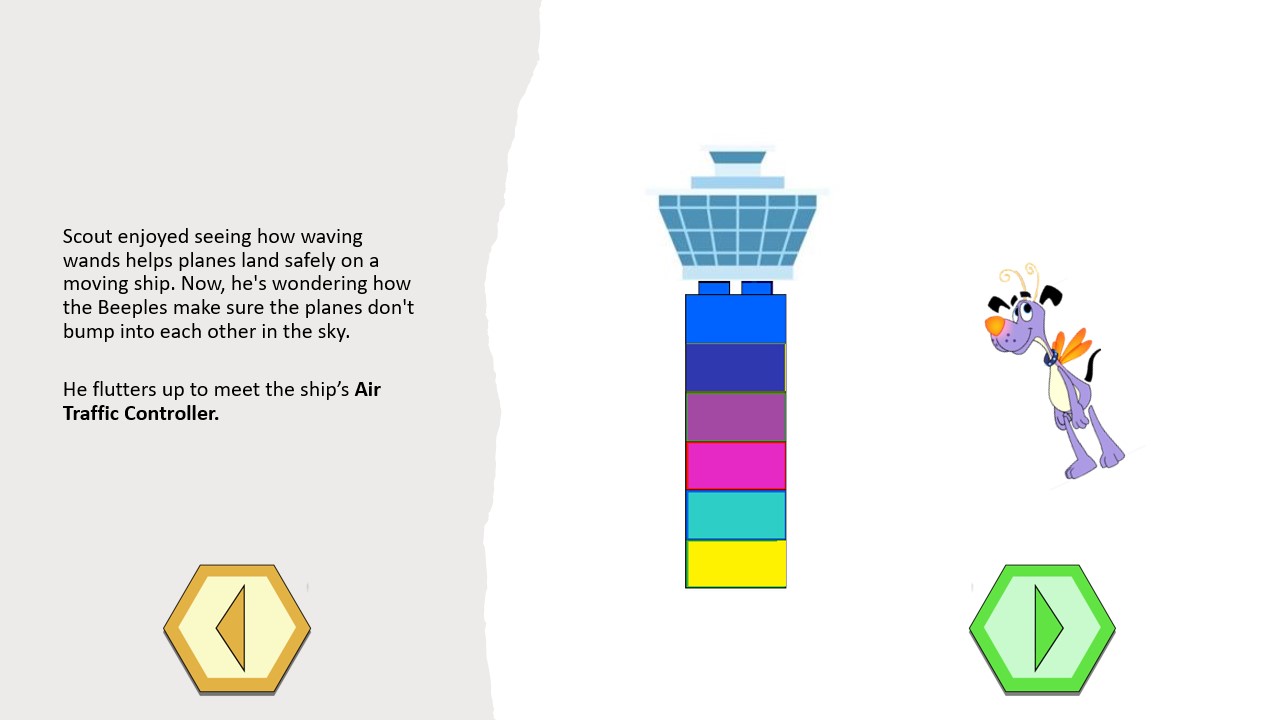 Scout enjoyed seeing how waving
wands helps planes land safely on a
moving ship. Now, he's wondering how
the Beeples make sure the planes don't
bump into each other in the sky.
He flutters up to meet the ship’s Air
Traffic Controller.